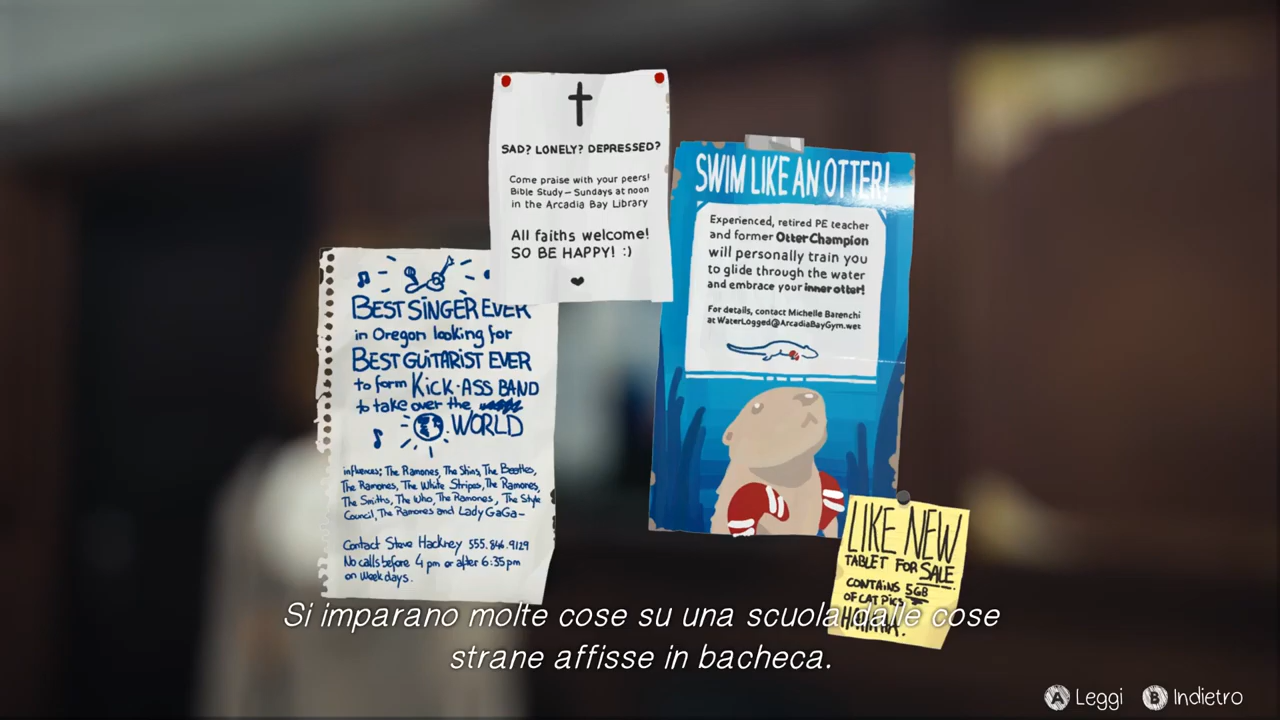 SAD? LONELY? DEPRESSED?
Come praise with your peers!
Bible Study – Sundays at noon
in the Arcadia Bay Library
All faiths welcome!
SO BE HAPPY! :)
SWIM LIKE AN OTTER!
Experienced, retired PE teacher
and former Otter Champion
will personally train you
to glide through the water
and embrace your inner otter!
For details, contact Michelle Barenchi
at WaterLogged@ArcadiaBayGym.wet
BEST SINGER EVER
in Oregon looking for
BEST GUITARIST EVER
to form KICK-ASS BAND
to take over the
WORLD
influences: The Ramones, The Shins, The Beatles,
The Ramones, The White Stripes, The Ramones,
The Smiths, The Who, The Ramones, The Style
Council, The Ramones and Lady GaGa–
Contact Steve Hackney 555.846.9129
No calls before 4 pm or after 6:35 pm
on weekdays.
LIKE NEW
TABLET FOR SALE
CONTAINS 5GB
OF CAT PICS
Si imparano molte cose su una scuola dalle cose
strane affisse in bacheca.
A Leggi B Indietro